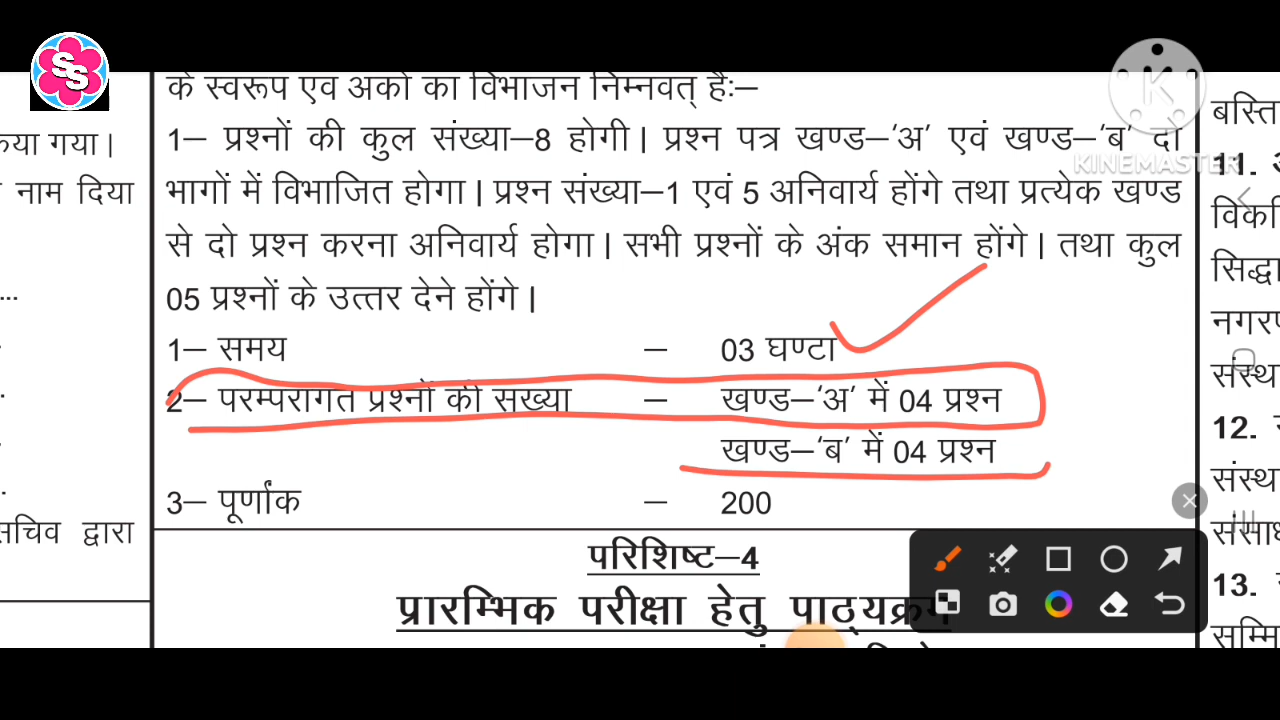 SS
KINEMASTER
के स्वरूप एव अको का विभाजन निम्नवत् हैः–
1– प्रश्नों की कुल संख्या–8 होगी। प्रश्न पत्र खण्ड–‘अ’ एवं खण्ड–‘ब’ दो
भागों में विभाजित होगा। प्रश्न संख्या–1 एवं 5 अनिवार्य होंगे तथा प्रत्येक खण्ड
से दो प्रश्न करना अनिवार्य होगा। सभी प्रश्नों के अंक समान होंगे। तथा कुल
05 प्रश्नों के उत्तर देने होंगे।
1– समय – 03 घण्टा
2– परम्परागत प्रश्नों की संख्या – खण्ड–‘अ’ में 04 प्रश्न
खण्ड–‘ब’ में 04 प्रश्न
3– पूर्णांक – 200
परिशिष्ट–4
प्रारम्भिक परीक्षा हेतु पाठ्यक्रम
गया।
नाम दिया
...
द्वारा
11.
12.
13.